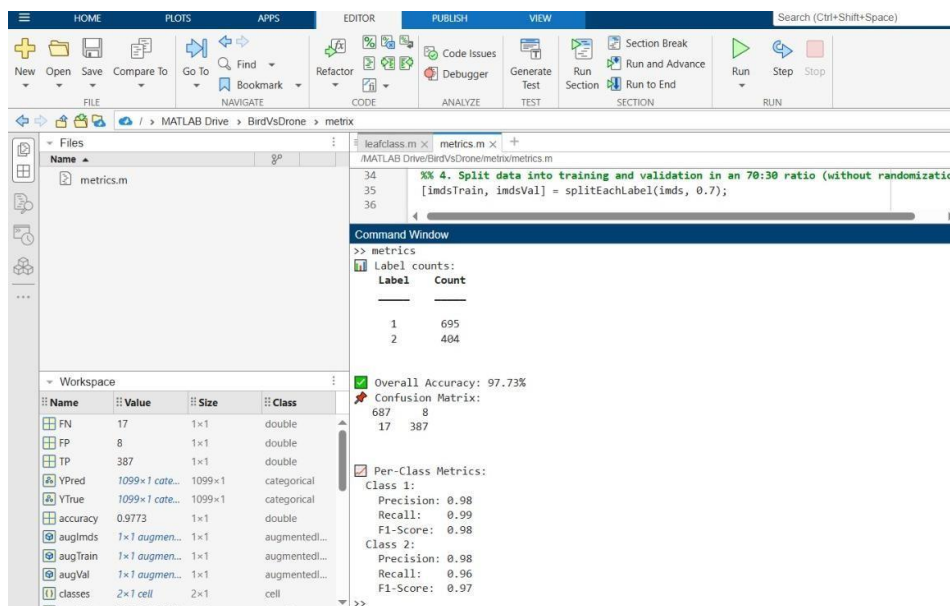 HOME PLOTS APPS EDITOR PUBLISH VIEW Search (Ctrl+Shift+Space)
New Open Save Compare To Go To Find Bookmark Refactor Code Issues Debugger Generate Test Run Section Section Break Run and Advance Run to End Run Step Stop
FILE NAVIGATE CODE ANALYZE TEST SECTION RUN
/ › MATLAB Drive › BirdVsDrone › metrix
Files
Name
metrics.m
leafclass.m × metrics.m × +
/MATLAB Drive/BirdVsDrone/metrix/metrics.m
34 %% 4. Split data into training and validation in an 70:30 ratio (without randomizatio
35 [imdsTrain, imdsVal] = splitEachLabel(imds, 0.7);
36
Command Window
>> metrics
Label counts:
Label Count
1 695
2 404
Overall Accuracy: 97.73%
Confusion Matrix:
687 8
17 387
Per-Class Metrics:
Class 1:
Precision: 0.98
Recall: 0.99
F1-Score: 0.98
Class 2:
Precision: 0.98
Recall: 0.96
F1-Score: 0.97
>>
Workspace
Name Value Size Class
FN 17 1×1 double
FP 8 1×1 double
TP 387 1×1 double
YPred 1099×1 cate... 1099×1 categorical
YTrue 1099×1 cate... 1099×1 categorical
accuracy 0.9773 1×1 double
augImds 1×1 augmen... 1×1 augmentedI...
augTrain 1×1 augmen... 1×1 augmentedI...
augVal 1×1 augmen... 1×1 augmentedI...
classes 2×1 cell 2×1 cell